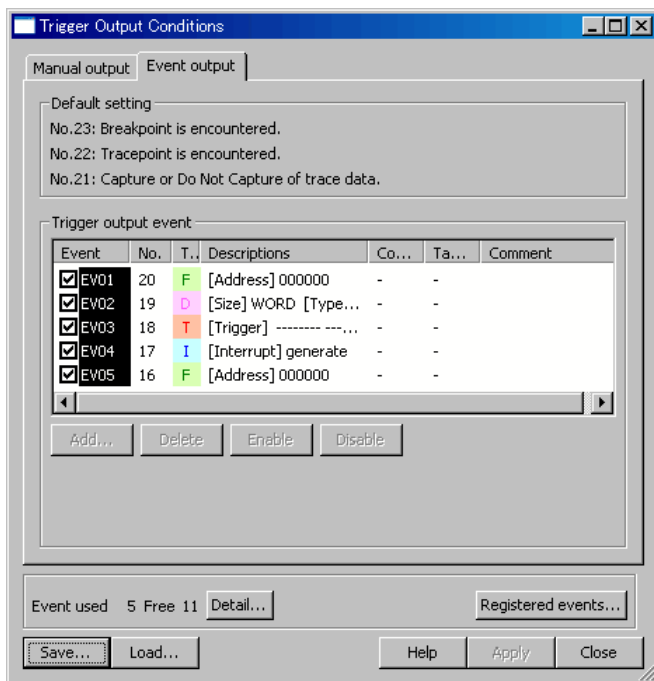 Trigger Output Conditions
Manual output Event output
Default setting
No.23: Breakpoint is encountered.
No.22: Tracepoint is encountered.
No.21: Capture or Do Not Capture of trace data.
Trigger output event
Event No. T.. Descriptions Co... Ta... Comment
EV01 20 F [Address] 000000 - -
EV02 19 D [Size] WORD [Type... - -
EV03 18 T [Trigger] -------- ---... - -
EV04 17 I [Interrupt] generate - -
EV05 16 F [Address] 000000 - -
Add... Delete Enable Disable
Event used 5 Free 11 Detail... Registered events...
Save... Load... Help Apply Close